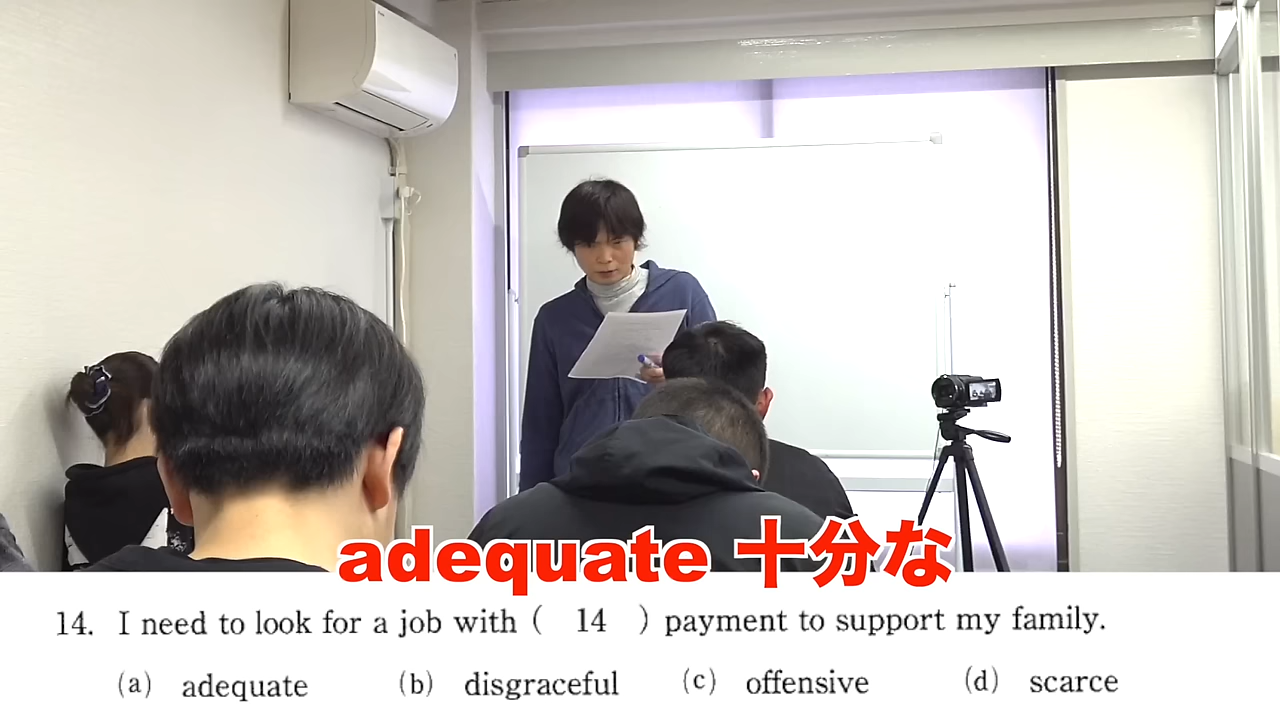 adequate 十分な
14. I need to look for a job with ( 14 ) payment to support my family.
(a) adequate (b) disgraceful (c) offensive (d) scarce